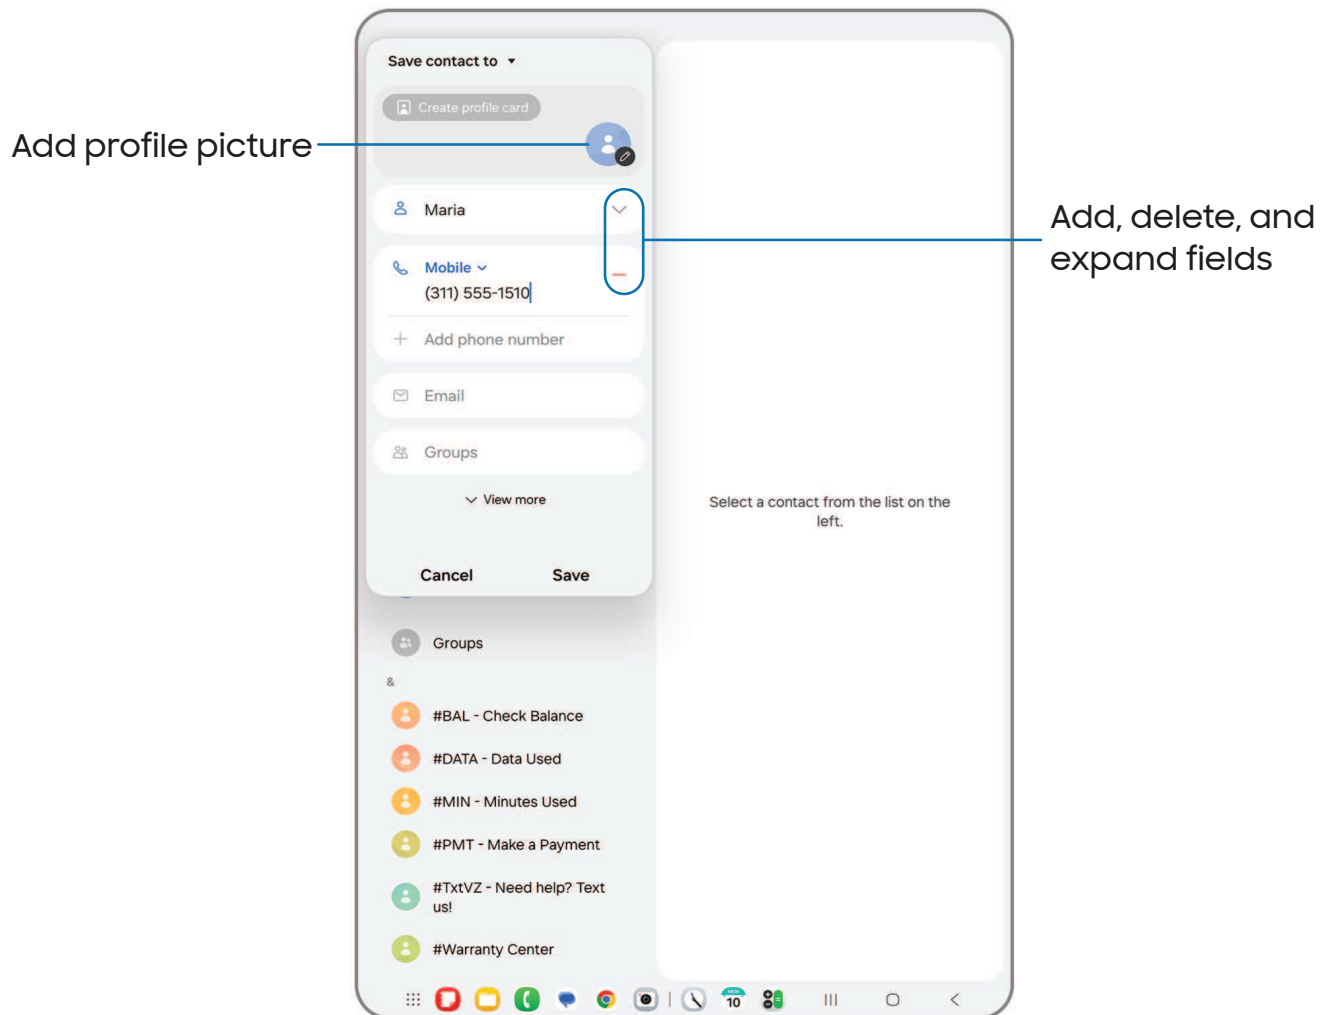 Save contact to
Create profile card
Add profile picture
Maria
Add, delete, and
expand fields
Mobile
(311) 555-1510
Add phone number
Email
Groups
View more
Select a contact from the list on the
left.
Cancel Save
Groups
&
#BAL - Check Balance
#DATA - Data Used
#MIN - Minutes Used
#PMT - Make a Payment
#TxtVZ - Need help? Text
us!
#Warranty Center
MON
10